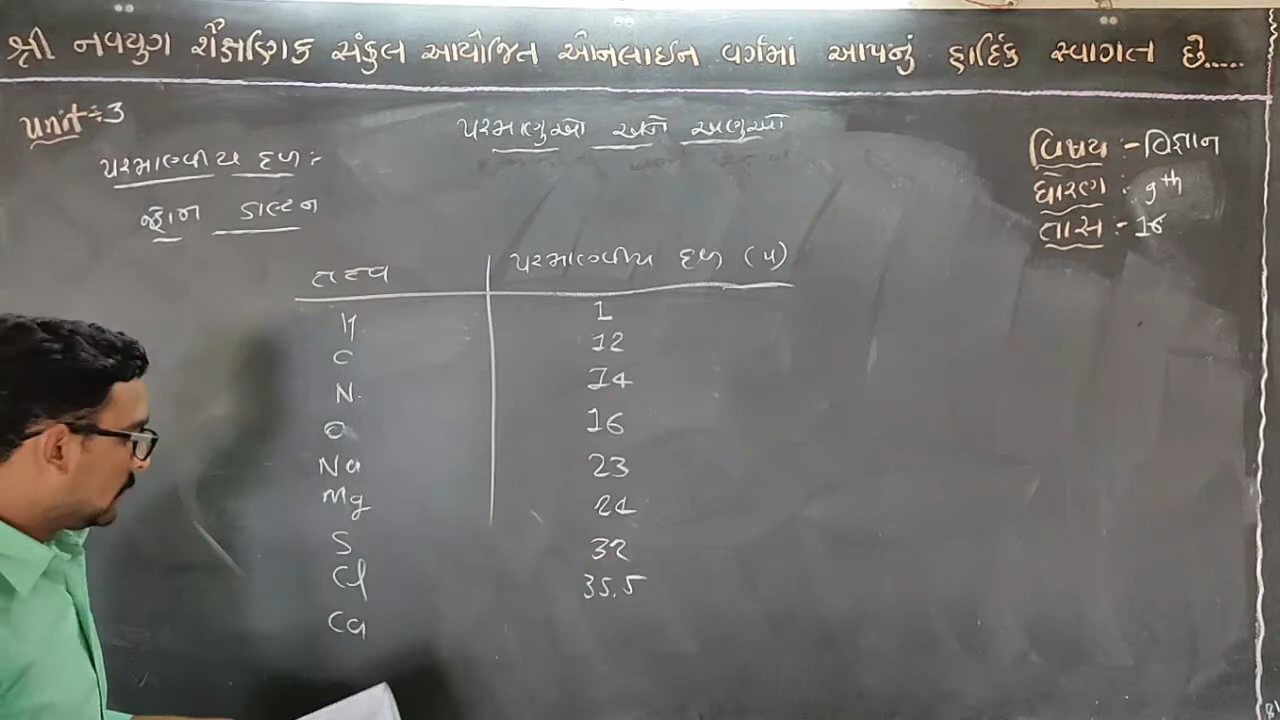 શ્રી નવયુગ શૈક્ષણિક સંકુલ આયોજિત ઓનલાઇન વર્ગમાં આપનું હાર્દિક સ્વાગત છે.....
Unit÷3
પરમાણુઓ અને અણુઓ
વિષય :- વિજ્ઞાન
ધોરણ :- 9th
તાસ :- 16
પરમાણ્વીય દળ :-
જ્હોન ડાલ્ટન
તત્વ પરમાણ્વીય દળ (u)
H 1
C 12
N 14
O 16
Na 23
Mg 24
S 32
Cl 35.5
Ca